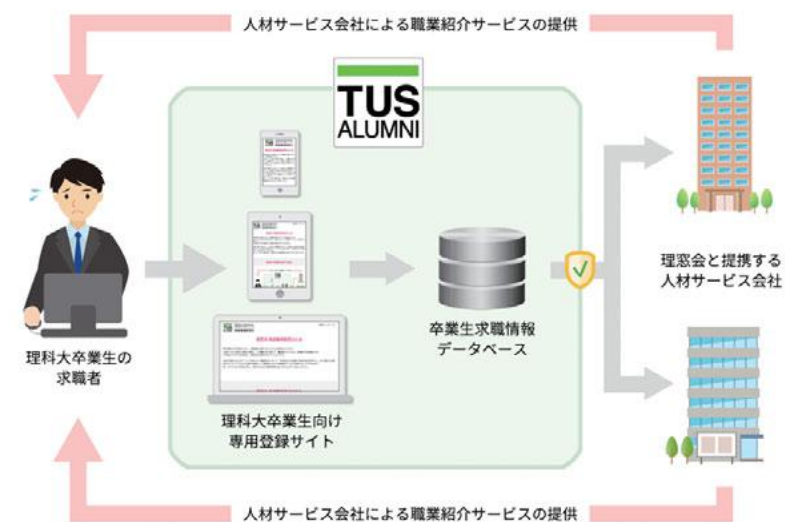 人材サービス会社による職業紹介サービスの提供
TUS
ALUMNI
理科大卒業生の
求職者
理科大卒業生向け
専用登録サイト
卒業生求職情報
データベース
理窓会と提携する
人材サービス会社
人材サービス会社による職業紹介サービスの提供